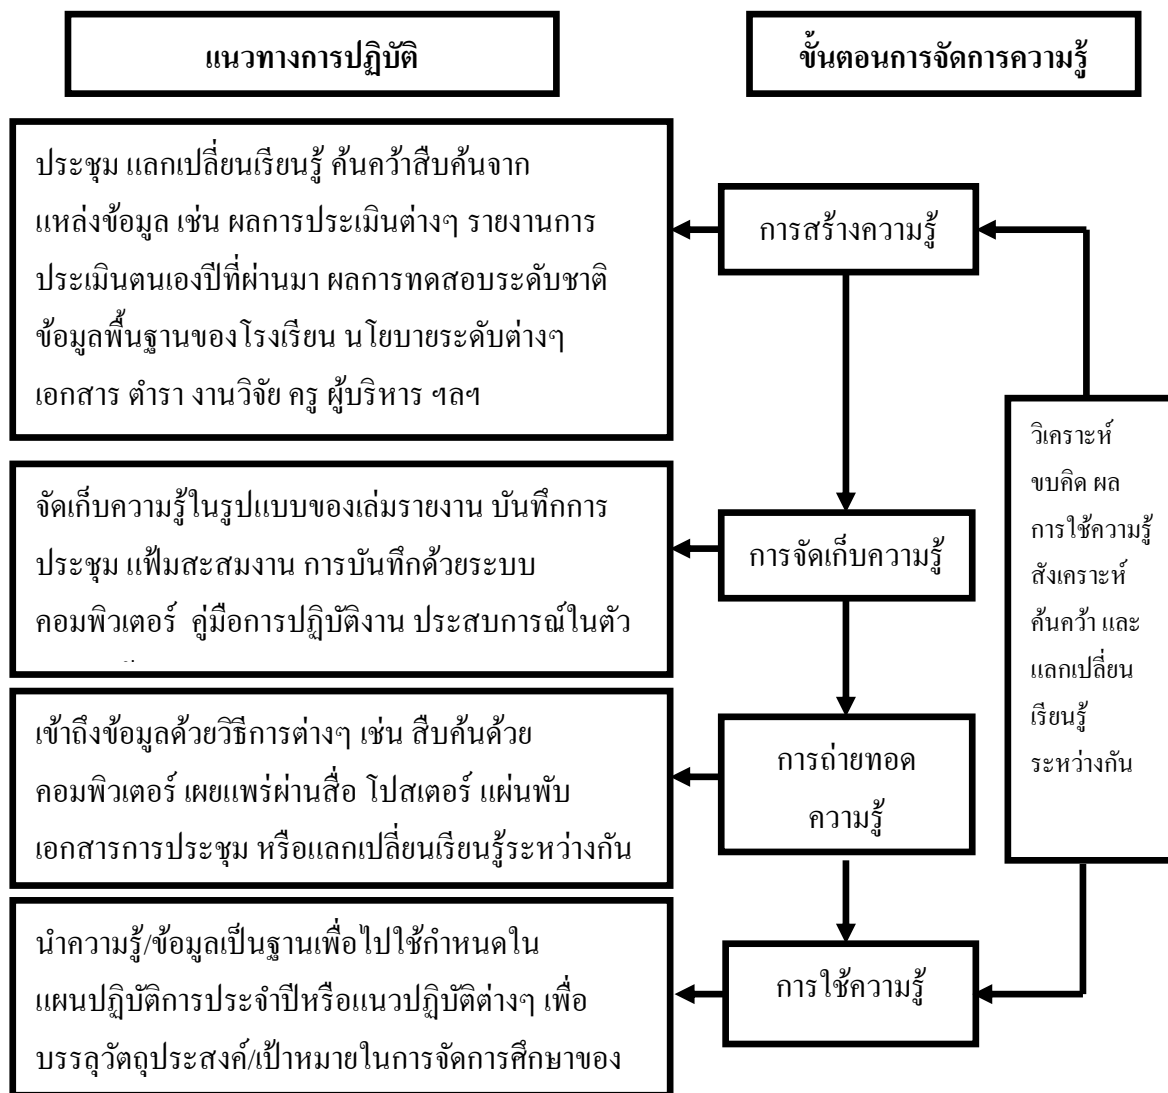 แนวทางการปฏิบัติ
ขั้นตอนการจัดการความรู้
ประชุม แลกเปลี่ยนเรียนรู้ ค้นคว้าสืบค้นจาก
แหล่งข้อมูล เช่น ผลการประเมินต่างๆ รายงานการ
ประเมินตนเองปีที่ผ่านมา ผลการทดสอบระดับชาติ
ข้อมูลพื้นฐานของโรงเรียน นโยบายระดับต่างๆ
เอกสาร ตำรา งานวิจัย ครู ผู้บริหาร ฯลฯ
การสร้างความรู้
จัดเก็บความรู้ในรูปแบบของเล่มรายงาน บันทึกการ
ประชุม แฟ้มสะสมงาน การบันทึกด้วยระบบ
คอมพิวเตอร์ คู่มือการปฏิบัติงาน ประสบการณ์ในตัว
การจัดเก็บความรู้
เข้าถึงข้อมูลด้วยวิธีการต่างๆ เช่น สืบค้นด้วย
คอมพิวเตอร์ เผยแพร่ผ่านสื่อ โปสเตอร์ แผ่นพับ
เอกสารการประชุม หรือแลกเปลี่ยนเรียนรู้ระหว่างกัน
การถ่ายทอด
ความรู้
นำความรู้/ข้อมูลเป็นฐานเพื่อไปใช้กำหนดใน
แผนปฏิบัติการประจำปีหรือแนวปฏิบัติต่างๆ เพื่อ
บรรลุวัตถุประสงค์/เป้าหมายในการจัดการศึกษาของ
การใช้ความรู้
วิเคราะห์
ขบคิด ผล
การใช้ความรู้
สังเคราะห์
ค้นคว้า และ
แลกเปลี่ยน
เรียนรู้
ระหว่างกัน